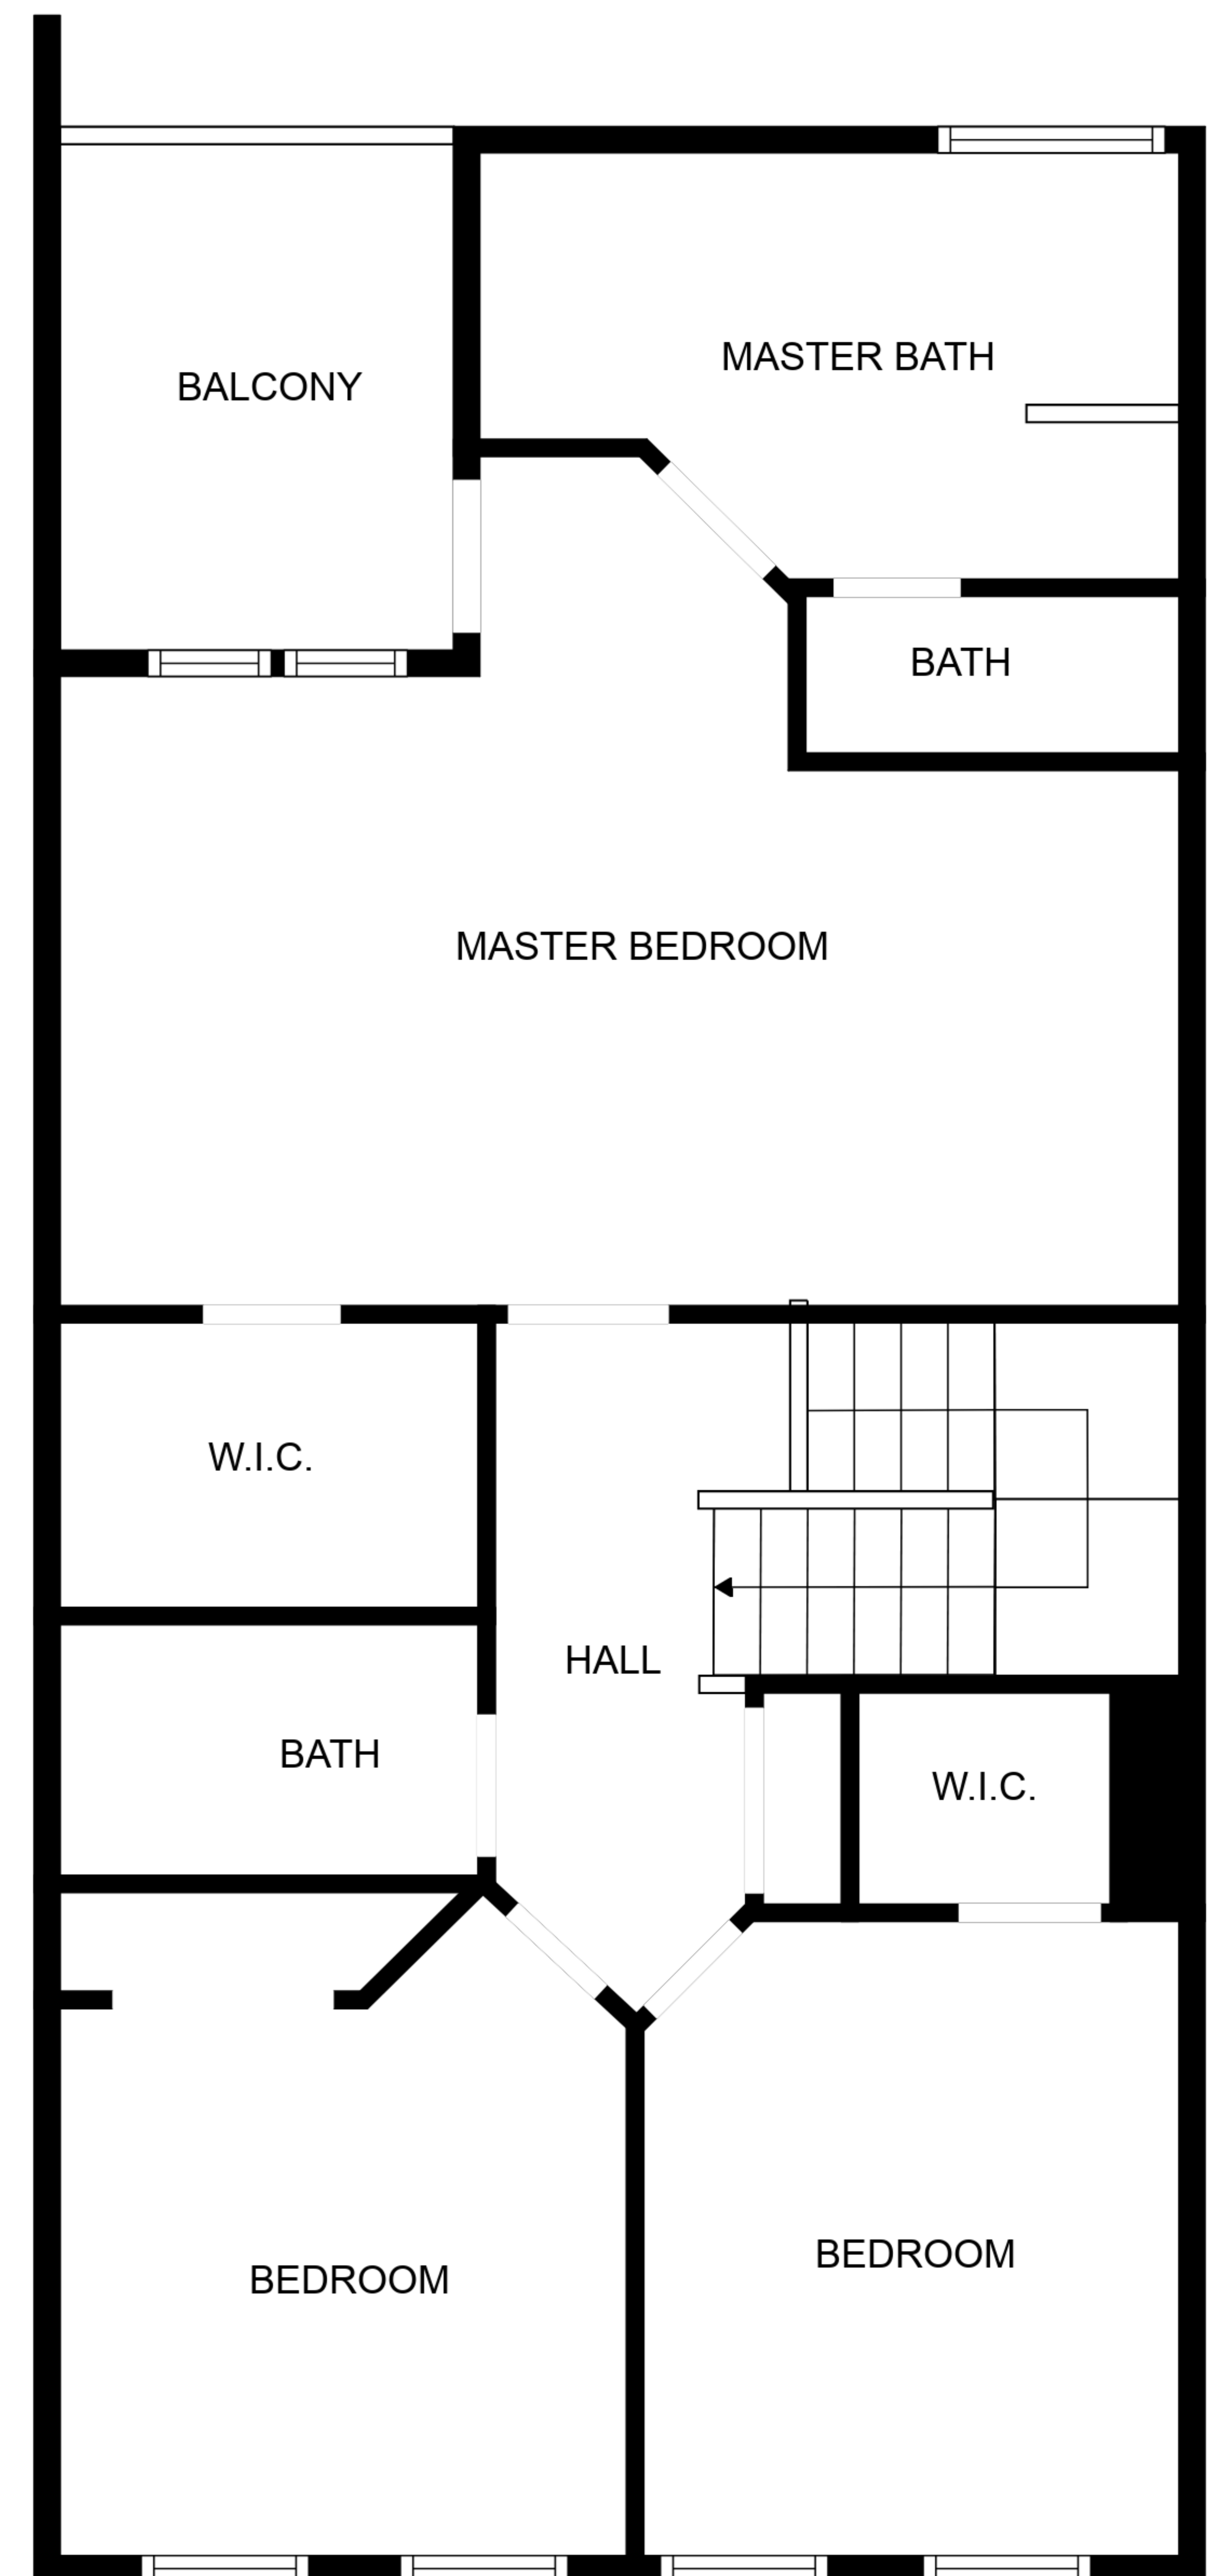 MASTER BATH
BALCONY
BATH
MASTER BEDROOM
W.I.C.
HALL
BATH
W.I.C.
BEDROOM
BEDROOM